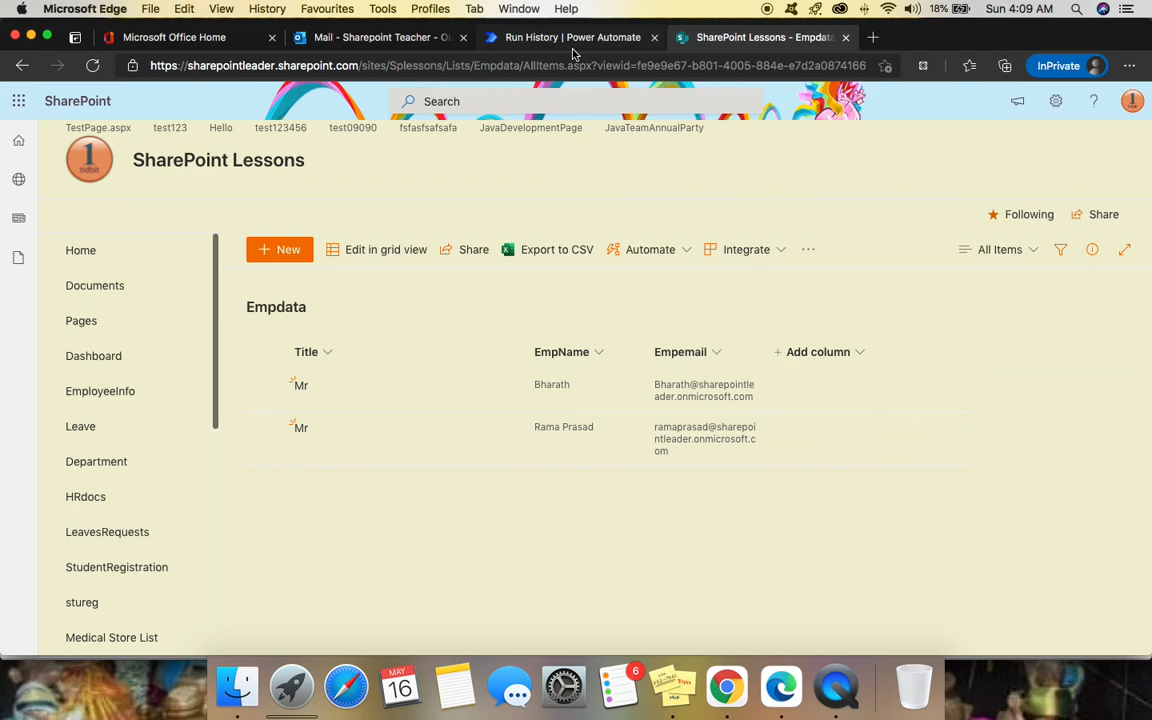 Microsoft Edge File Edit View History Favourites Tools Profiles Tab Window Help 18% Sun 4:09 AM
Microsoft Office Home Mail - Sharepoint Teacher - Ou Run History | Power Automate SharePoint Lessons - Empdata
https://sharepointleader.sharepoint.com/sites/Splessons/Lists/Empdata/AllItems.aspx?viewid=fe9e9e67-b801-4005-884e-e7d2a0874166 InPrivate
SharePoint Search
TestPage.aspx test123 Hello test123456 test09090 fsfasfsafsafa JavaDevelopmentPage JavaTeamAnnualParty
1 tidbit SharePoint Lessons
Following Share
Home
Documents
Pages
Dashboard
EmployeeInfo
Leave
Department
HRdocs
LeavesRequests
StudentRegistration
stureg
Medical Store List
+ New Edit in grid view Share Export to CSV Automate Integrate ··· All Items
Empdata
Title EmpName Empemail + Add column
Mr Bharath Bharath@sharepointle
ader.onmicrosoft.com
Mr Rama Prasad ramaprasad@sharepoi
ntleader.onmicrosoft.c
om
MAY
16
6